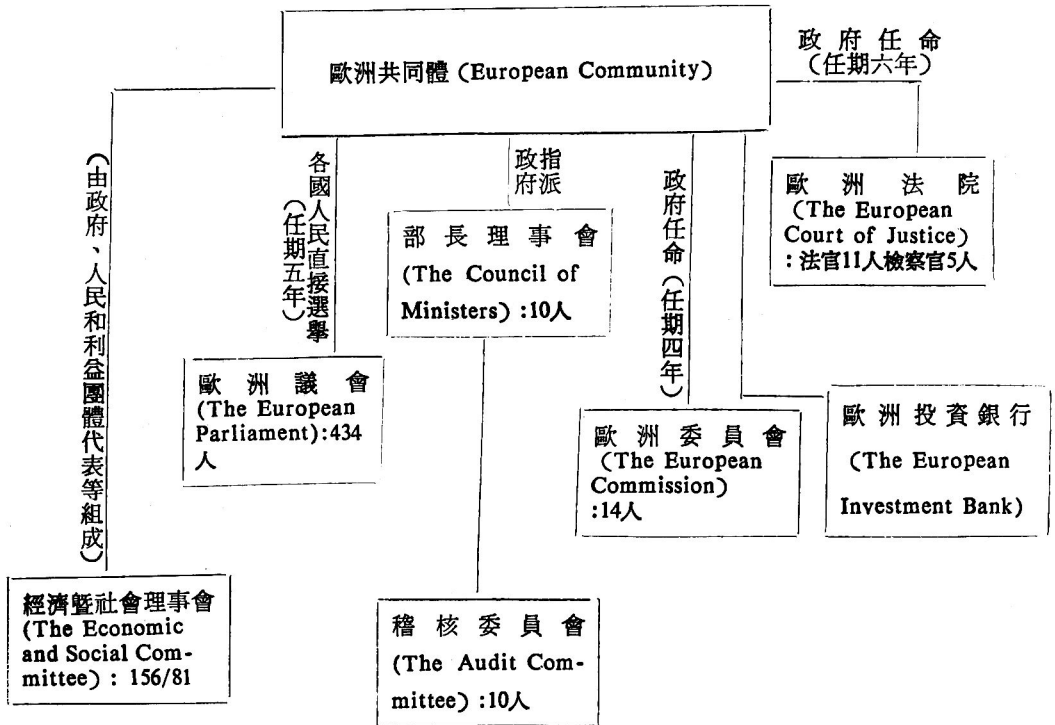 歐洲共同體 (European Community)
政府任命
(任期六年)
(由政府、人民和利益團體代表等組成)
各國人民直接選舉
(任期五年)
指派
政府
政府任命(任期四年)
歐洲法院
(The European
Court of Justice)
:法官11人檢察官5人
部長理事會
(The Council of
Ministers) :10人
歐洲議會
(The European
Parliament):434
人
歐洲委員會
(The European
Commission)
:14人
歐洲投資銀行
(The European
Investment Bank)
經濟暨社會理事會
(The Economic
and Social Com-
mittee) : 156/81
稽核委員會
(The Audit Com-
mittee) :10人